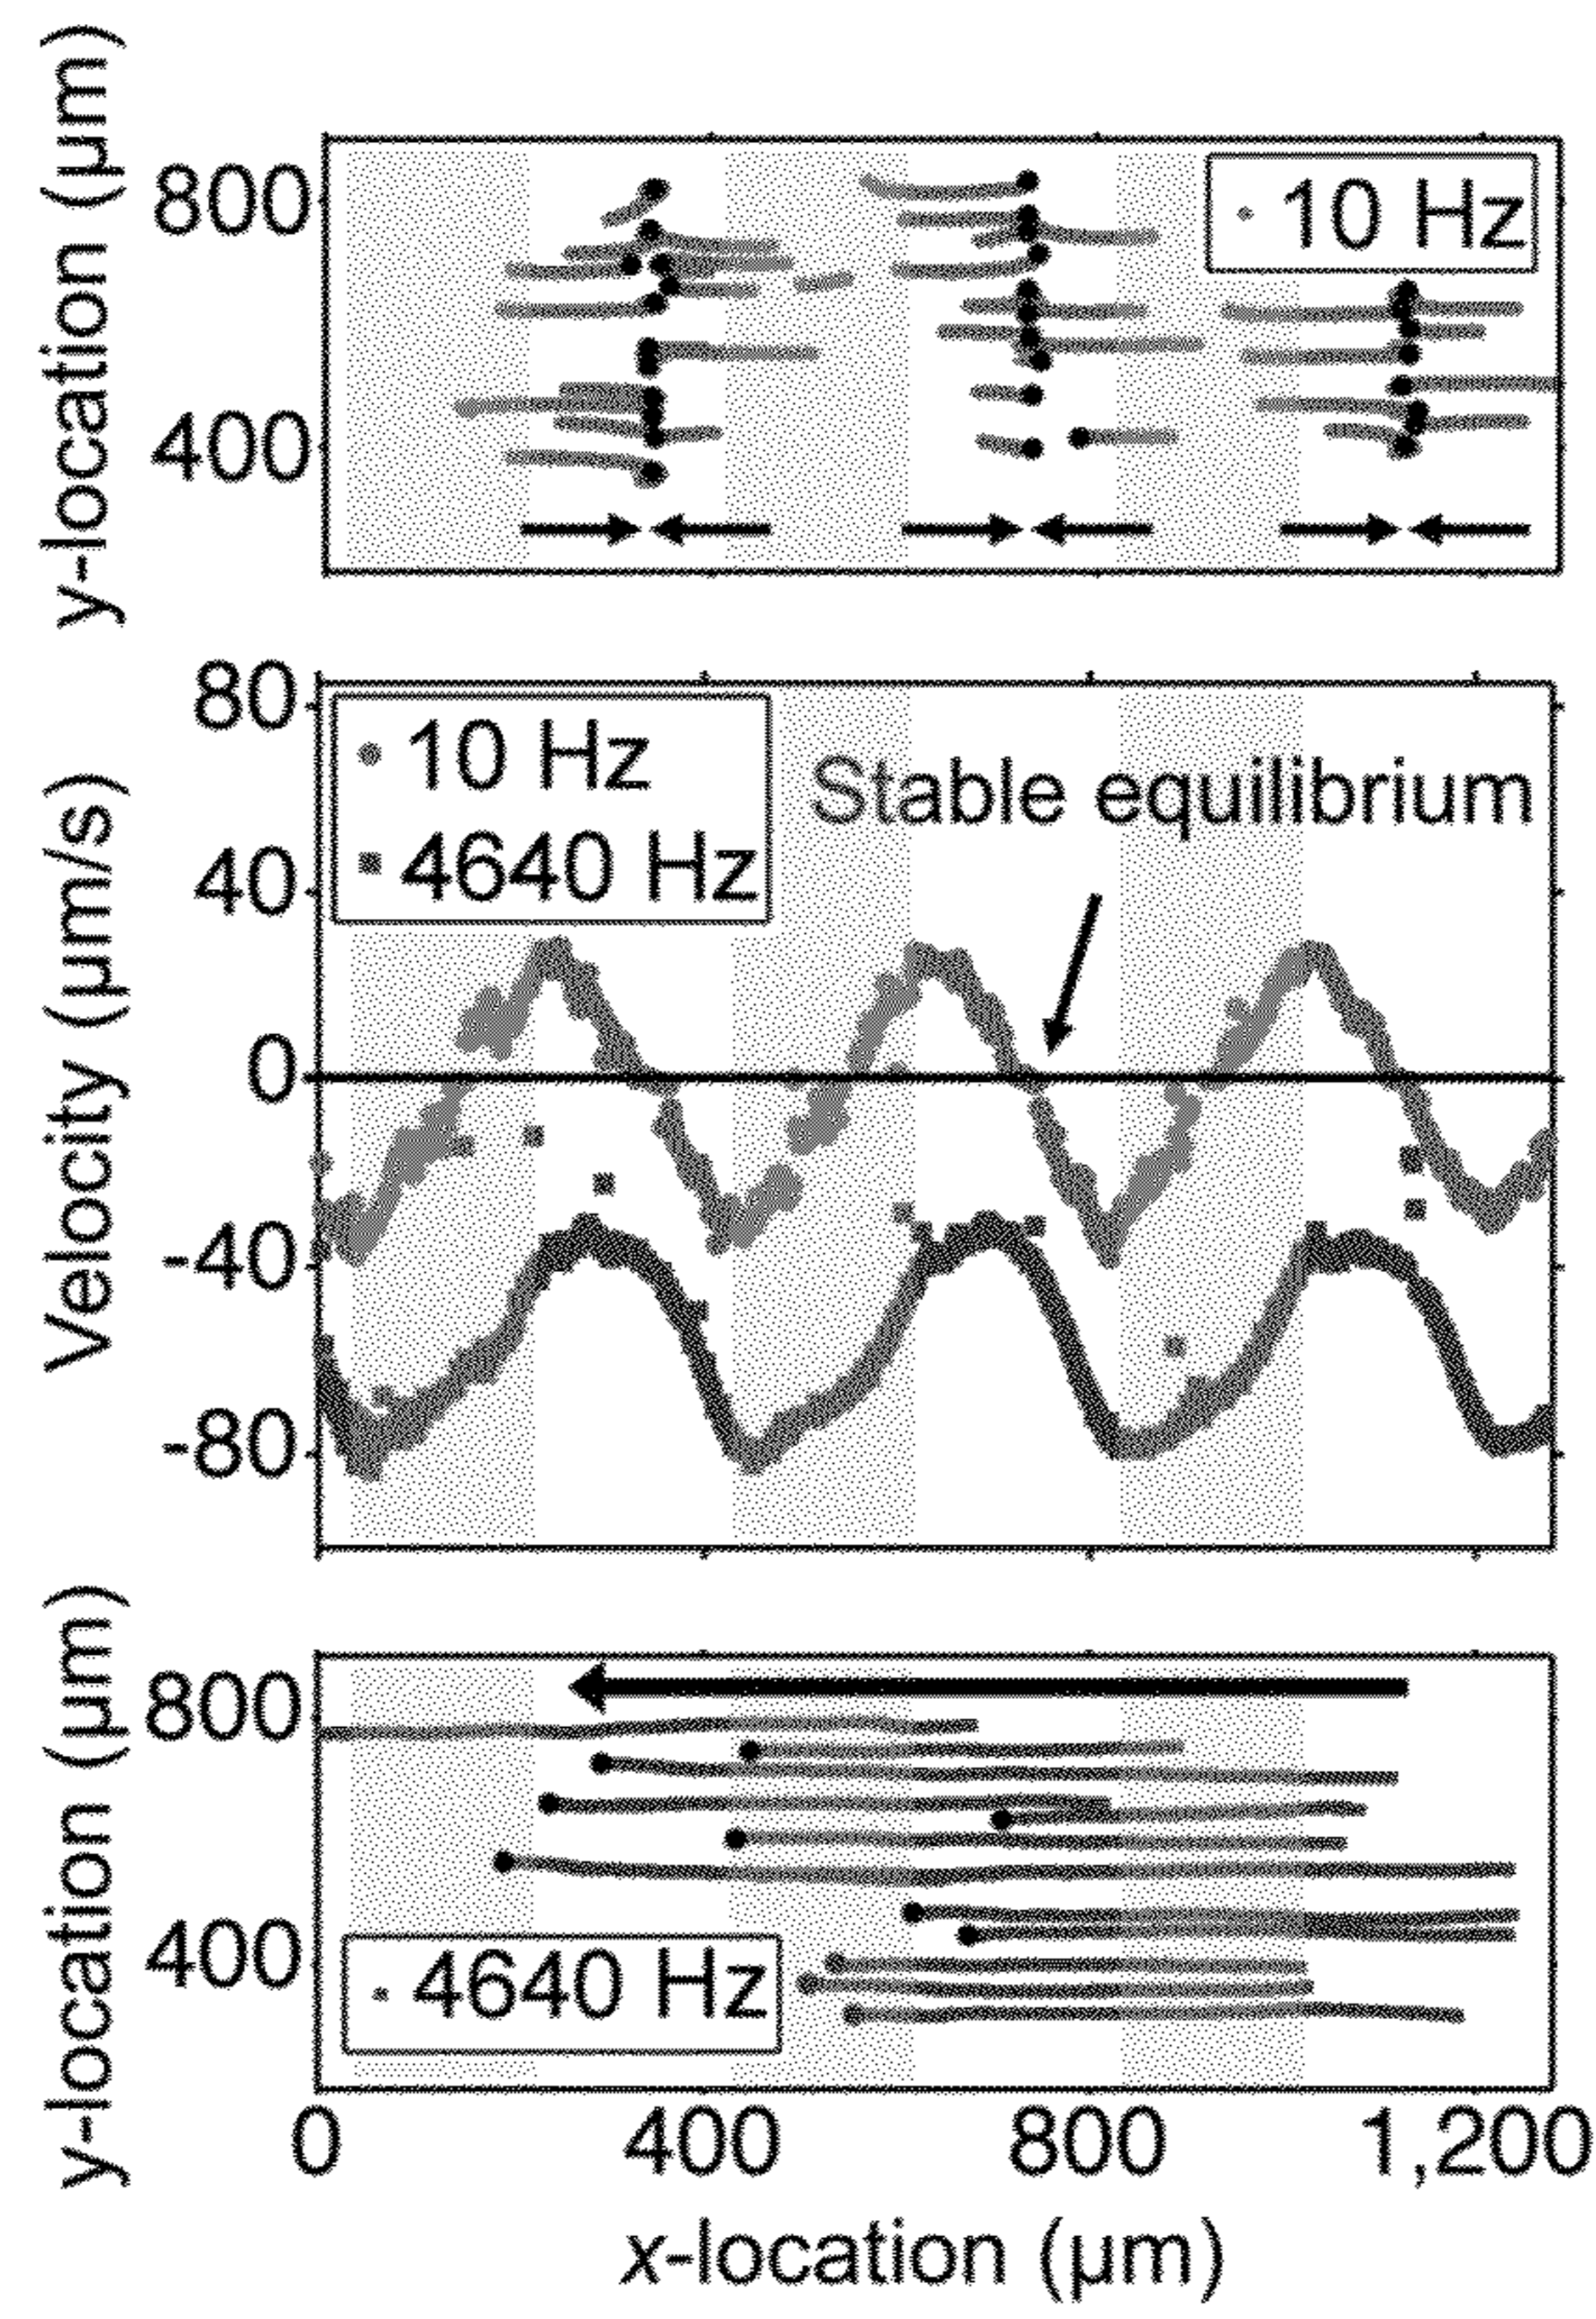 y-location (µm)
800
400
10 Hz
Velocity (µm/s)
80
40
0
-40
-80
10 Hz
4640 Hz
Stable equilibrium
y-location (µm)
800
400
4640 Hz
0 400 800 1,200
x-location (µm)